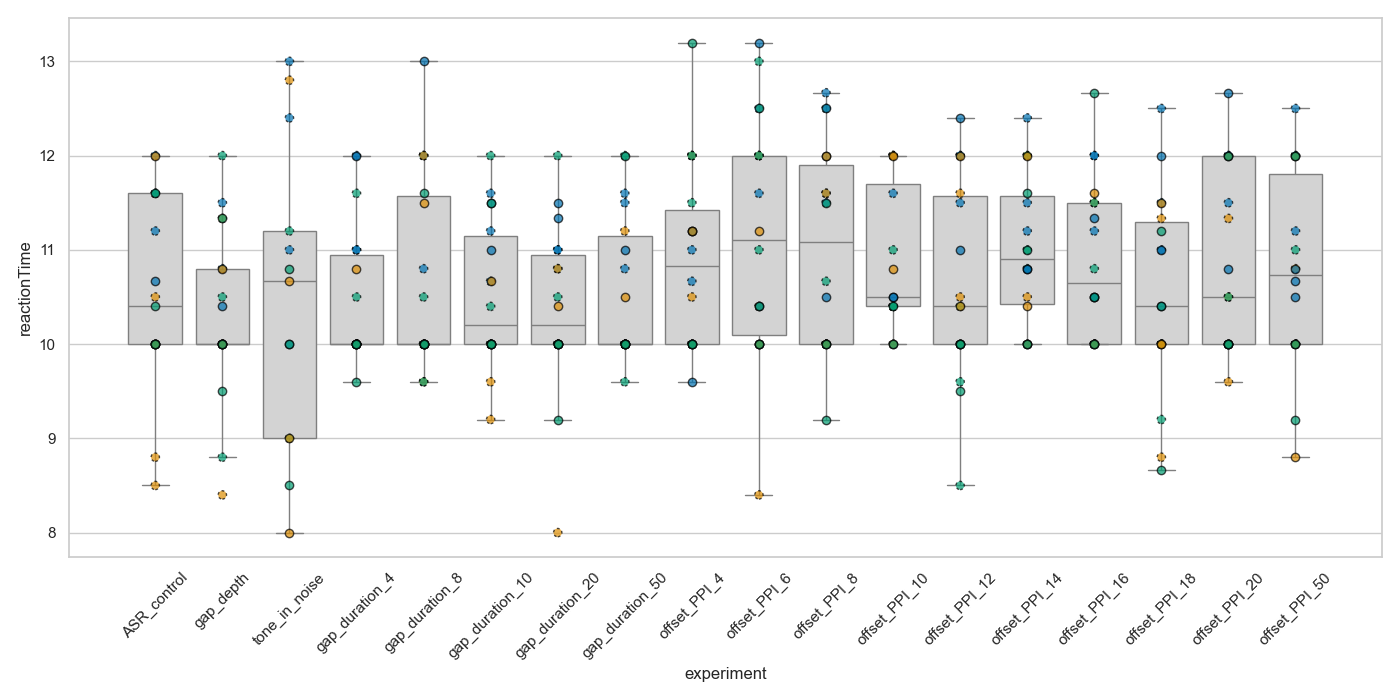 reactionTime
13
12
11
10
9
8
ASR_control
gap_depth
tone_in_noise
gap_duration_4
gap_duration_8
gap_duration_10
gap_duration_20
gap_duration_50
offset_PPI_4
offset_PPI_6
offset_PPI_8
offset_PPI_10
offset_PPI_12
offset_PPI_14
offset_PPI_16
offset_PPI_18
offset_PPI_20
offset_PPI_50
experiment